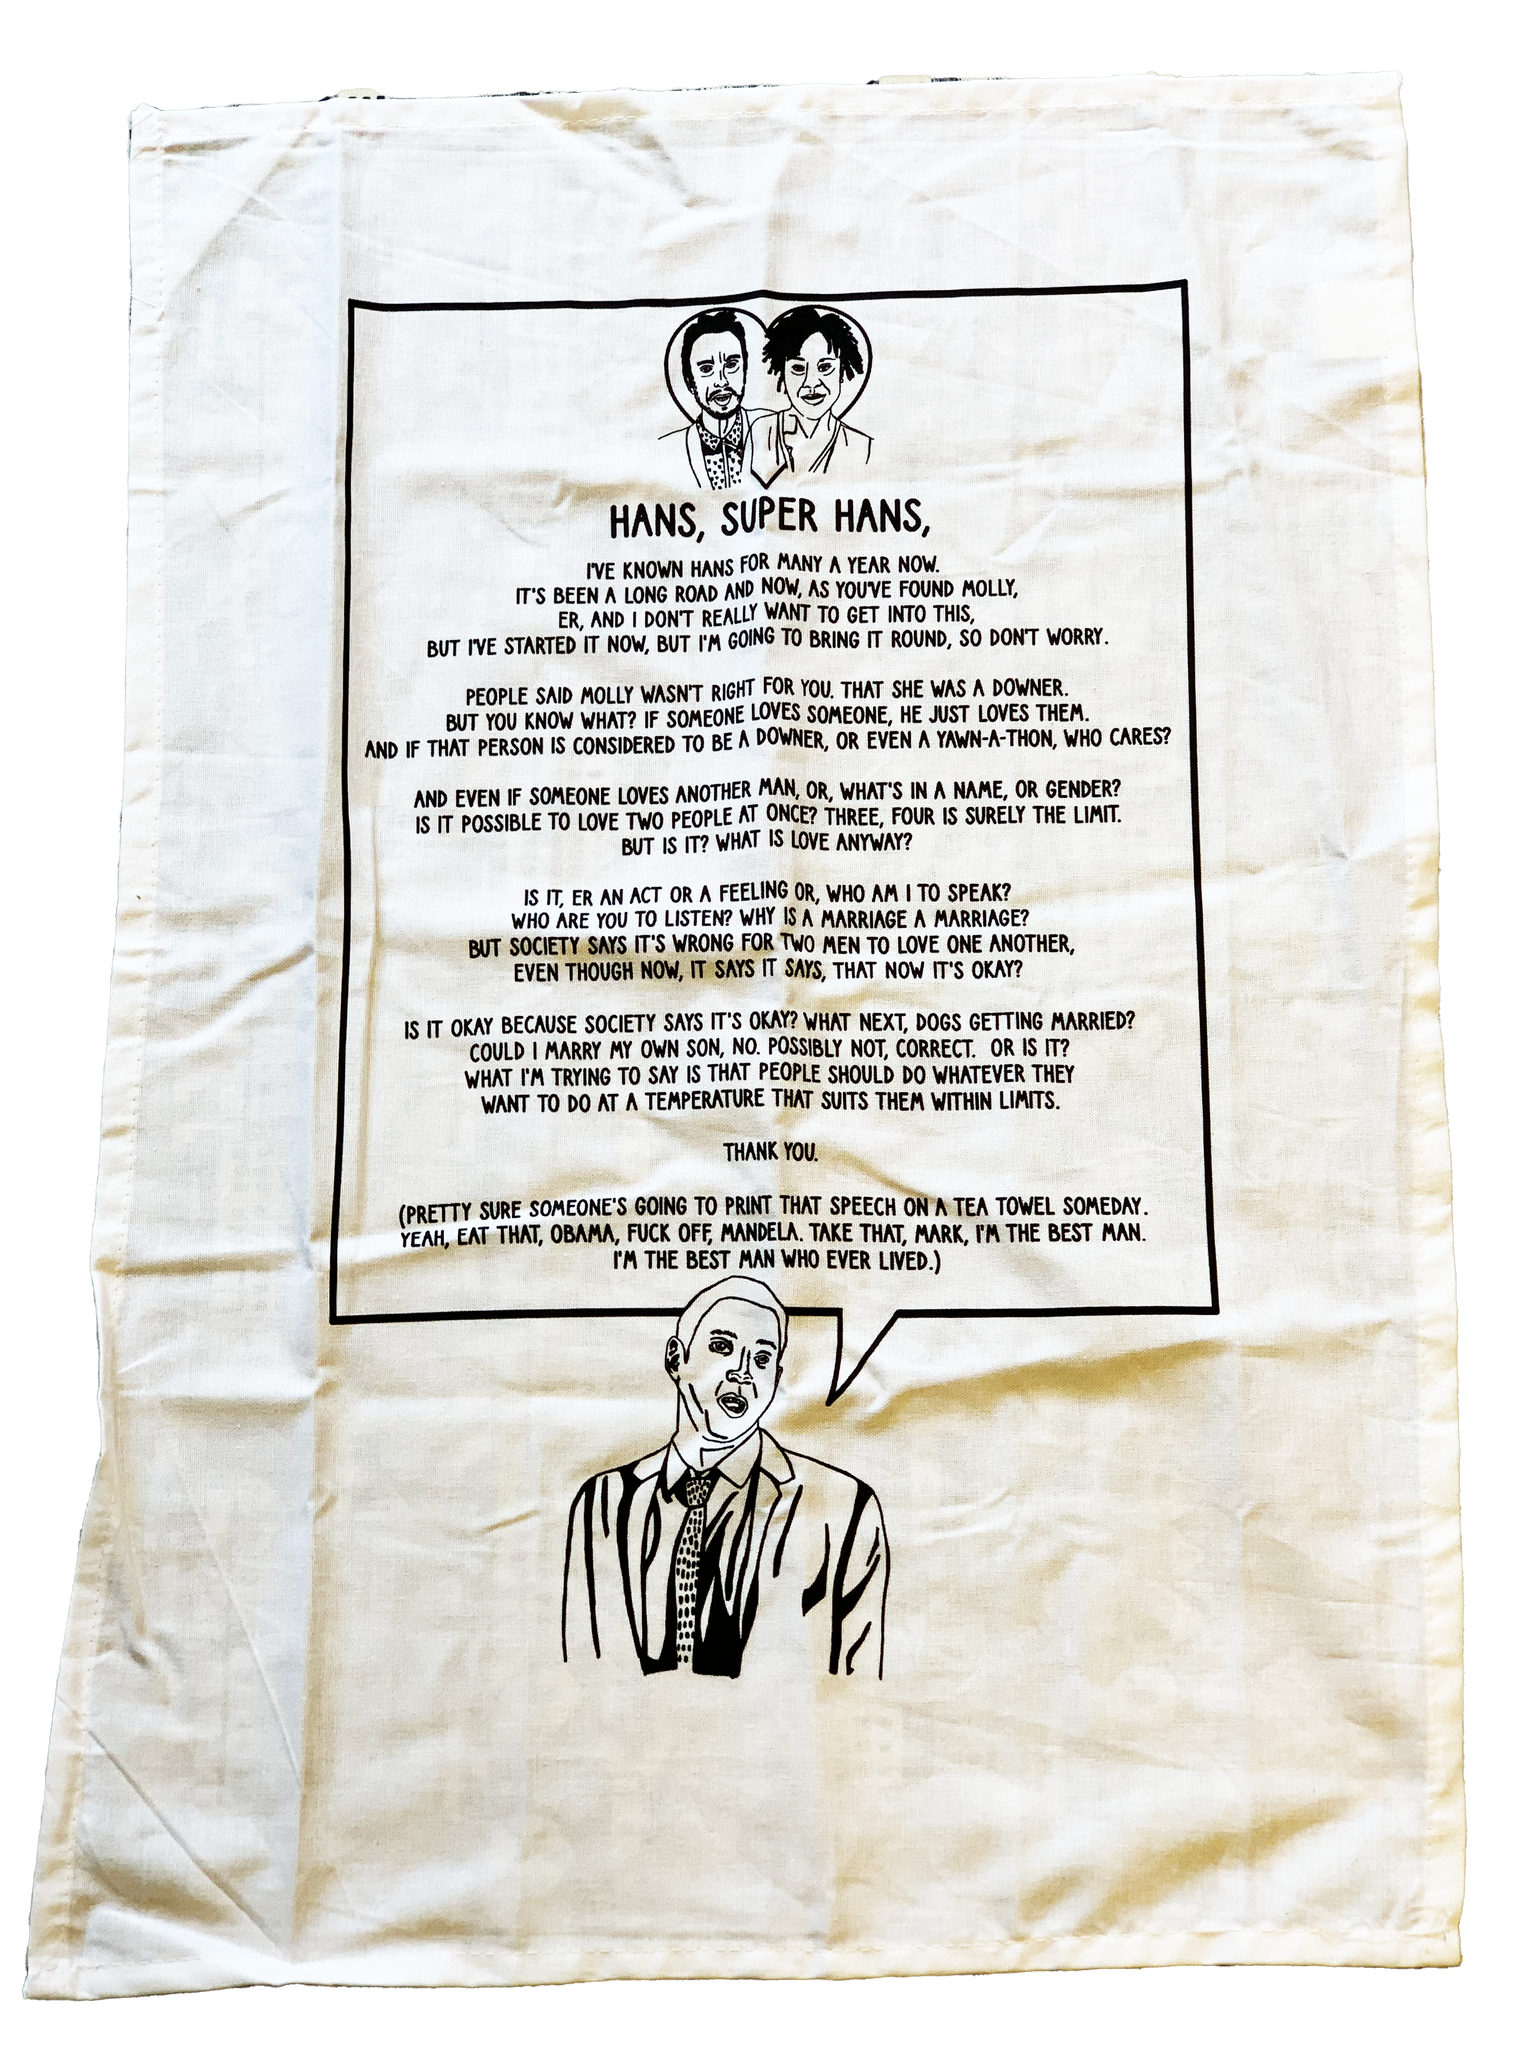 HANS, SUPER HANS,
I'VE KNOWN HANS FOR MANY A YEAR NOW.
IT'S BEEN A LONG ROAD AND NOW, AS YOU'VE FOUND MOLLY,
ER, AND I DON'T REALLY WANT TO GET INTO THIS,
BUT I'VE STARTED IT NOW, BUT I'M GOING TO BRING IT ROUND, SO DON'T WORRY.
PEOPLE SAID MOLLY WASN'T RIGHT FOR YOU. THAT SHE WAS A DOWNER.
BUT YOU KNOW WHAT? IF SOMEONE LOVES SOMEONE, HE JUST LOVES THEM.
AND IF THAT PERSON IS CONSIDERED TO BE A DOWNER, OR EVEN A YAWN-A-THON, WHO CARES?
AND EVEN IF SOMEONE LOVES ANOTHER MAN, OR, WHAT'S IN A NAME, OR GENDER?
IS IT POSSIBLE TO LOVE TWO PEOPLE AT ONCE? THREE, FOUR IS SURELY THE LIMIT.
BUT IS IT? WHAT IS LOVE ANYWAY?
IS IT, ER AN ACT OR A FEELING OR, WHO AM I TO SPEAK?
WHO ARE YOU TO LISTEN? WHY IS A MARRIAGE A MARRIAGE?
BUT SOCIETY SAYS IT'S WRONG FOR TWO MEN TO LOVE ONE ANOTHER,
EVEN THOUGH NOW, IT SAYS IT SAYS, THAT NOW IT'S OKAY?
IS IT OKAY BECAUSE SOCIETY SAYS IT'S OKAY? WHAT NEXT, DOGS GETTING MARRIED?
COULD I MARRY MY OWN SON, NO. POSSIBLY NOT, CORRECT. OR IS IT?
WHAT I'M TRYING TO SAY IS THAT PEOPLE SHOULD DO WHATEVER THEY
WANT TO DO AT A TEMPERATURE THAT SUITS THEM WITHIN LIMITS.
THANK YOU.
(PRETTY SURE SOMEONE'S GOING TO PRINT THAT SPEECH ON A TEA TOWEL SOMEDAY.
YEAH, EAT THAT, OBAMA, FUCK OFF, MANDELA. TAKE THAT, MARK, I'M THE BEST MAN.
I'M THE BEST MAN WHO EVER LIVED.)